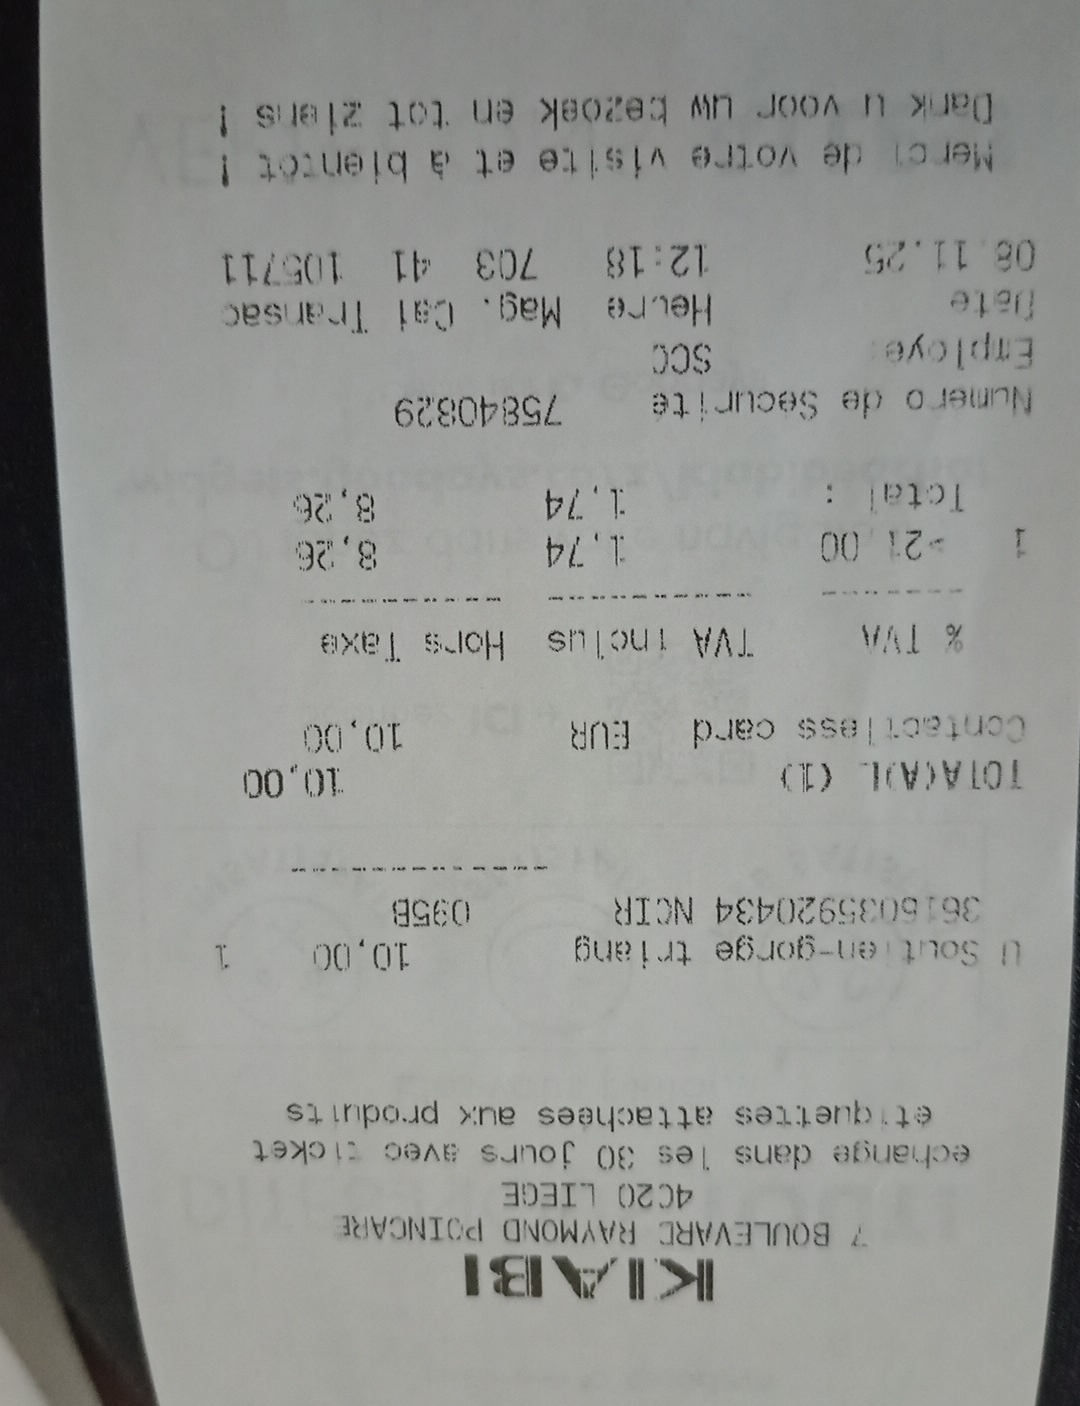 KIABI
7 BOULEVARD RAYMOND POINCARE
4020 LIEGE
echange dans les 30 jours avec ticket
etiquettes attachees aux produits
U Soutien-gorge triang 10,00 1
3616035920434 NOIR 095B
TOTA(A)L (1) 10,00
Contactless card EUR 10,00
% TVA TVA inclus Hors Taxe
1 >21,00 1,74 8,26
Total : 1,74 8,26
Numero de Securite 75840829
Employe: SCC
Date Heure Mag. Cai Transac
08.11.25 12:18 703 41 105711
Merci de votre visite et à bientôt !
Dank u voor uw bezoek en tot ziens !